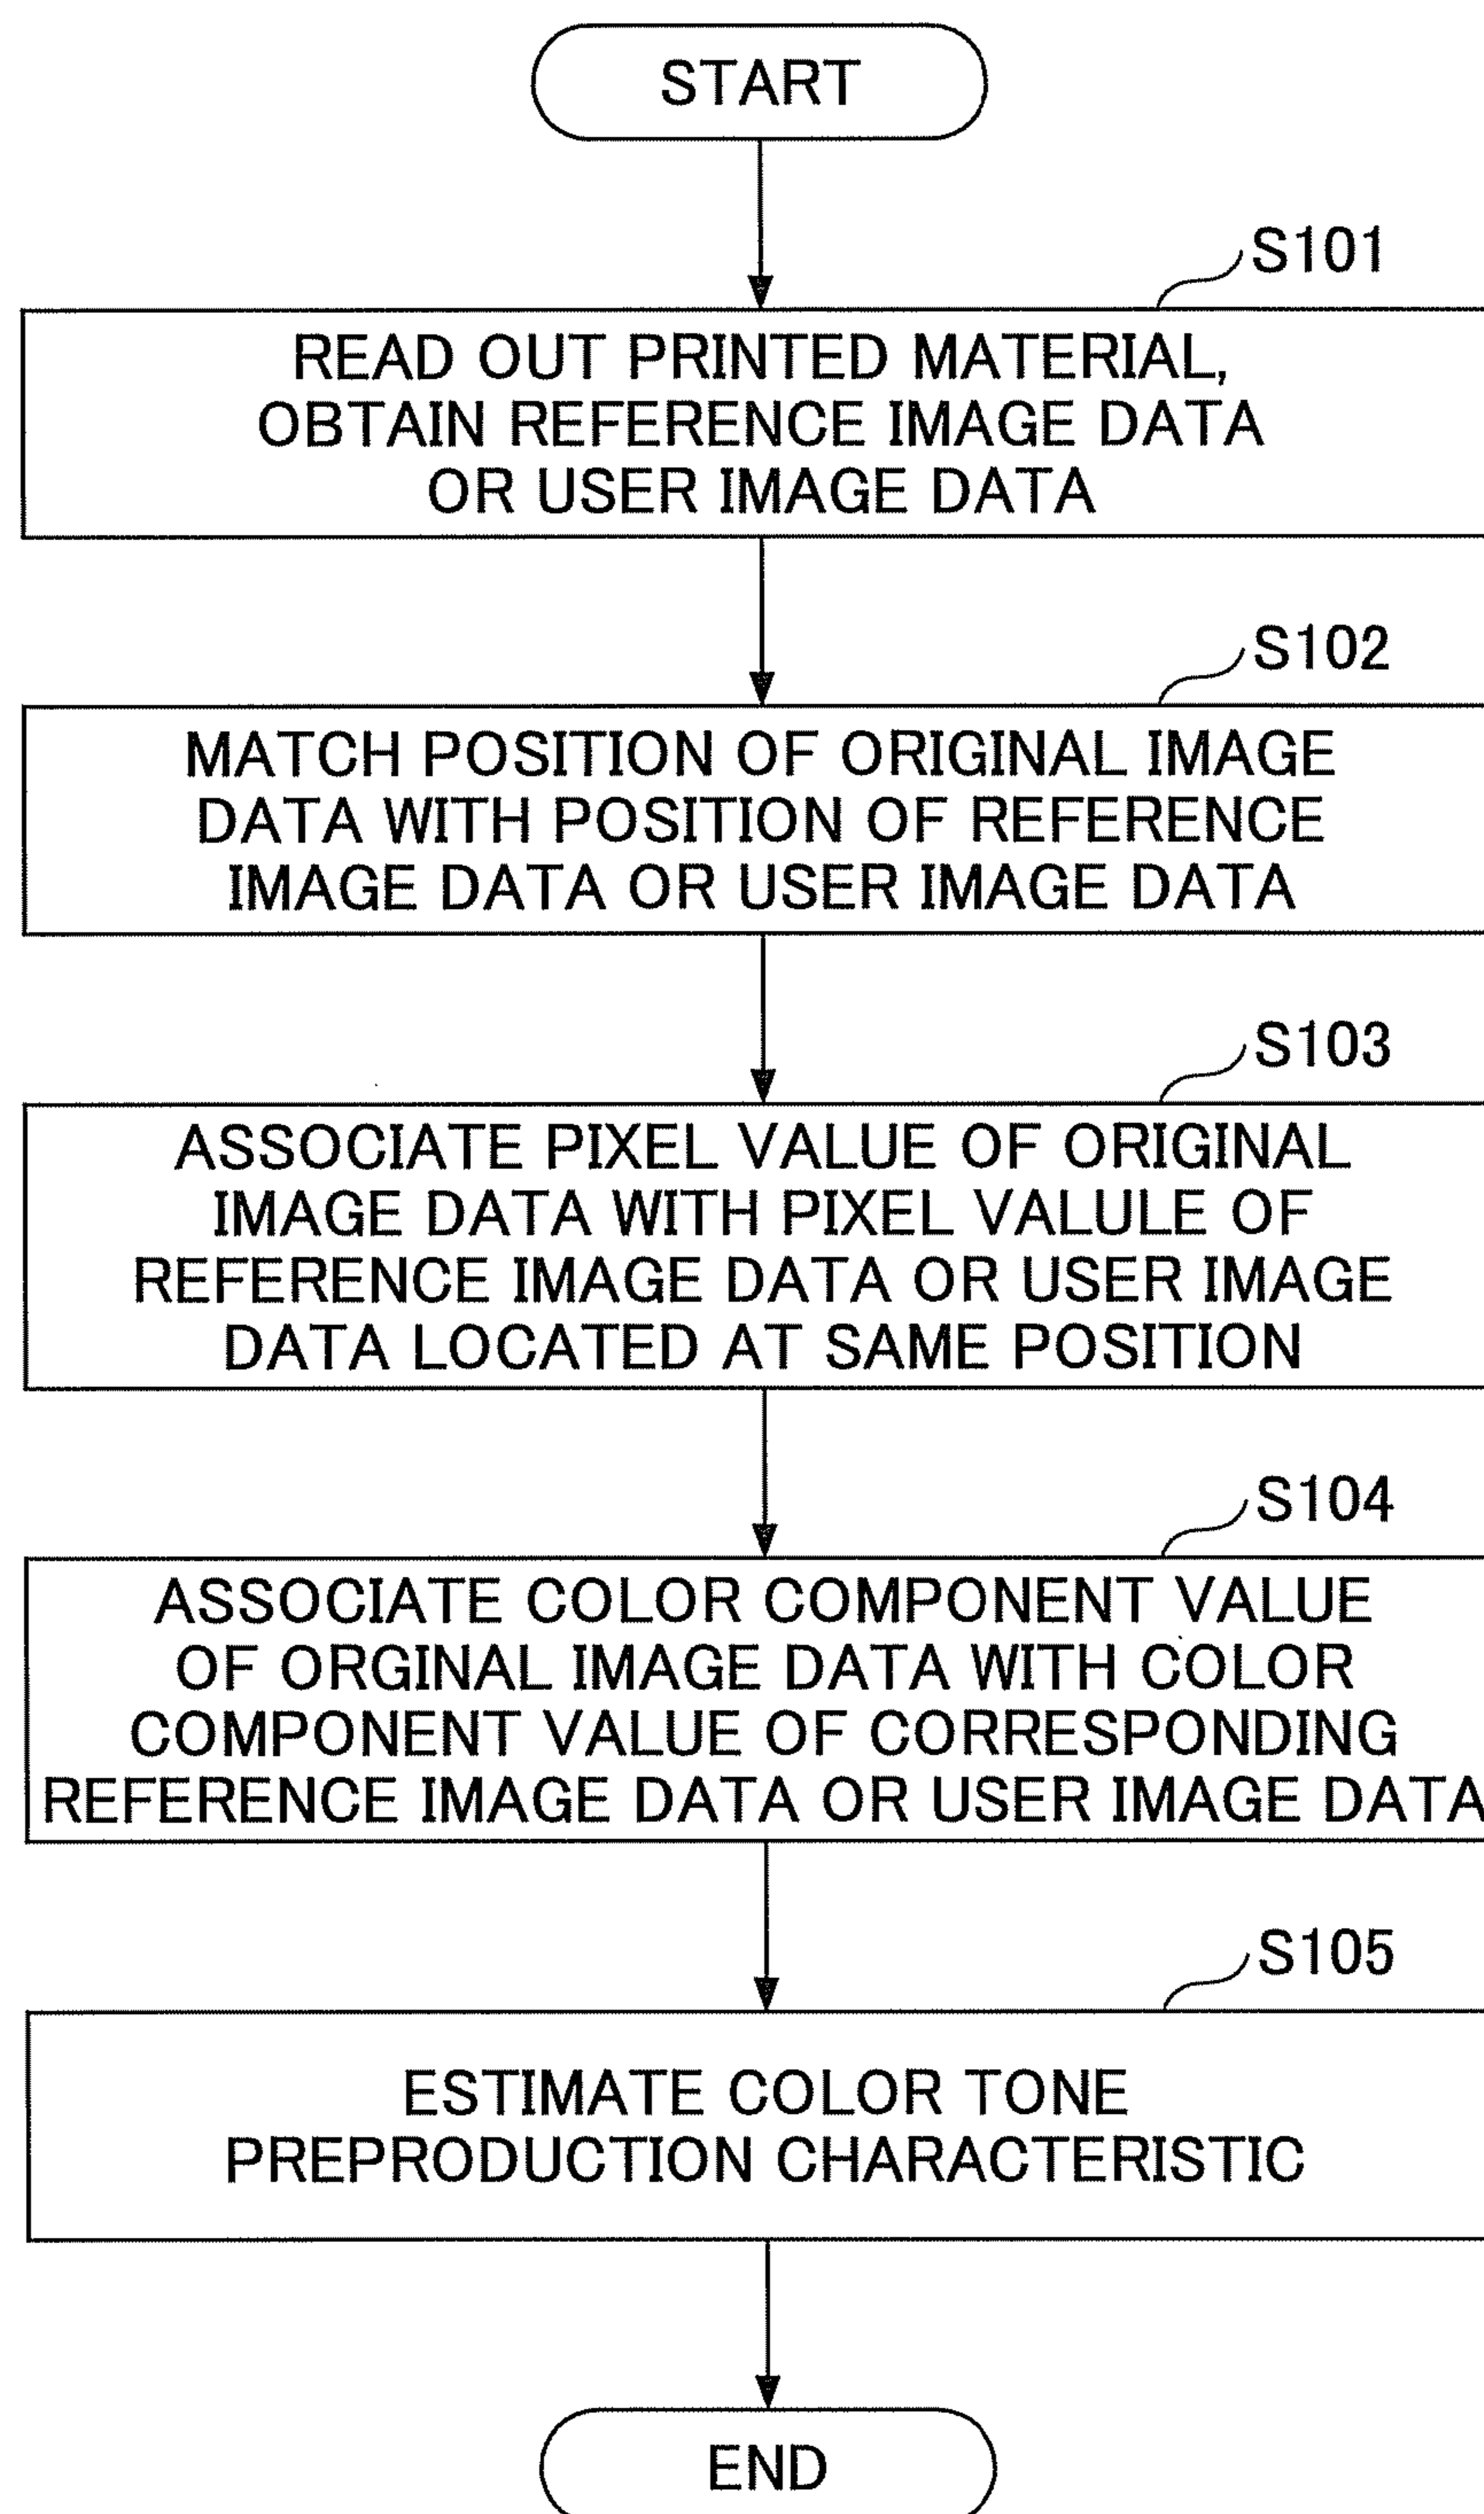 START
S101
READ OUT PRINTED MATERIAL,
OBTAIN REFERENCE IMAGE DATA
OR USER IMAGE DATA
S102
MATCH POSITION OF ORIGINAL IMAGE
DATA WITH POSITION OF REFERENCE
IMAGE DATA OR USER IMAGE DATA
S103
ASSOCIATE PIXEL VALUE OF ORIGINAL
IMAGE DATA WITH PIXEL VALULE OF
REFERENCE IMAGE DATA OR USER IMAGE
DATA LOCATED AT SAME POSITION
S104
ASSOCIATE COLOR COMPONENT VALUE
OF ORGINAL IMAGE DATA WITH COLOR
COMPONENT VALUE OF CORRESPONDING
REFERENCE IMAGE DATA OR USER IMAGE DATA
S105
ESTIMATE COLOR TONE
PREPRODUCTION CHARACTERISTIC
END